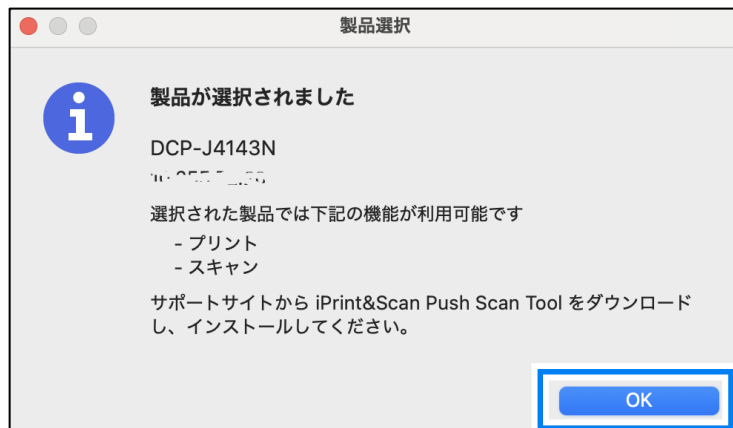 製品選択
製品が選択されました
DCP-J4143N
選択された製品では下記の機能が利用可能です
- プリント
- スキャン
サポートサイトから iPrint&Scan Push Scan Tool をダウンロード
し、インストールしてください。
OK